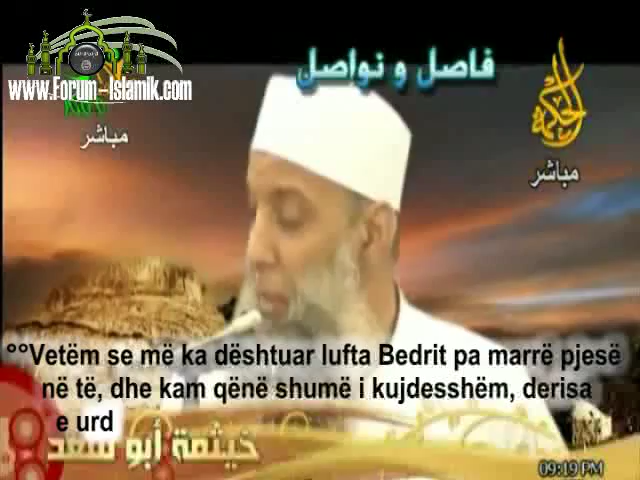 www.Forum-Islamik.com
مباشر
فاصل و نواصل
الحكمة
مباشر
°°Vetëm se më ka dështuar lufta Bedrit pa marrë pjesë
në të, dhe kam qënë shumë i kujdesshëm, derisa
e urd
خيثمة أبو سعد
09:19 PM